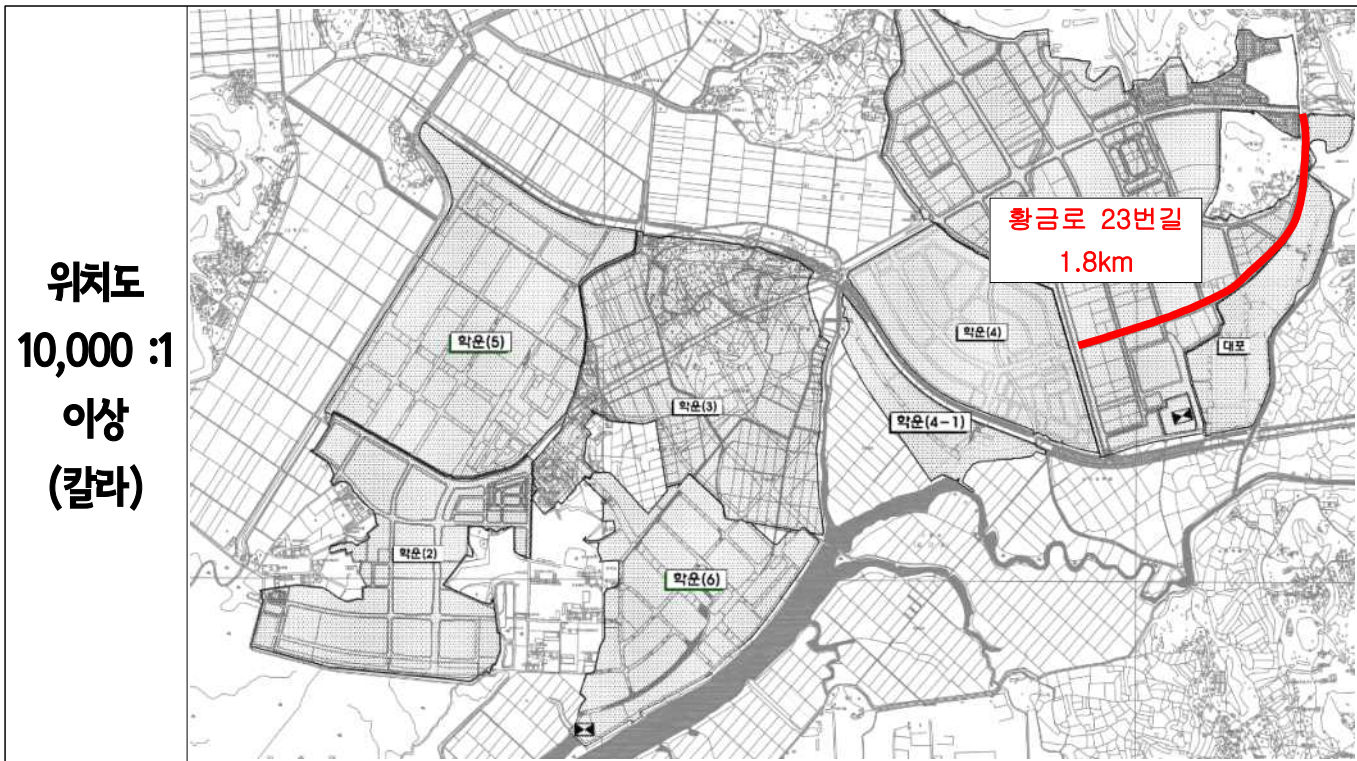 위치도
10,000 :1
이상
(칼라)
황금로 23번길
1.8km
학운(5)
학운(4)
대포
학운(3)
학운(4-1)
학운(2)
학운(6)